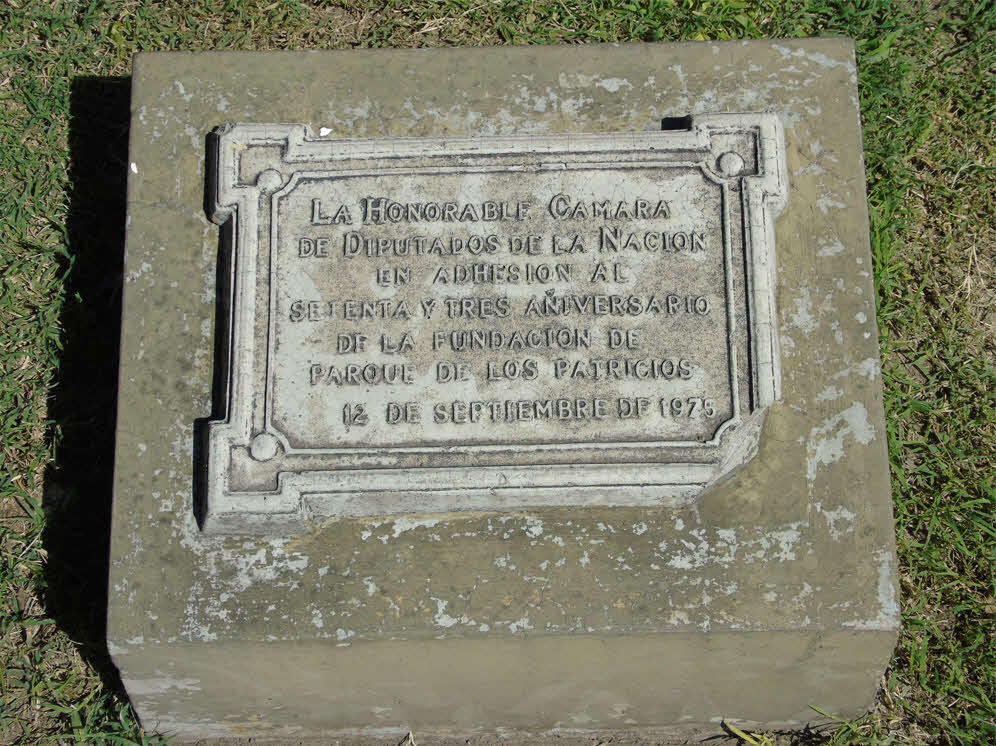 LA HONORABLE CAMARA
DE DIPUTADOS DE LA NACION
EN ADHESION AL
SETENTA Y TRES AÑIVERSARIO
DE LA FUNDACION DE
PARQUE DE LOS PATRICIOS
12 DE SEPTIEMBRE DE 1975